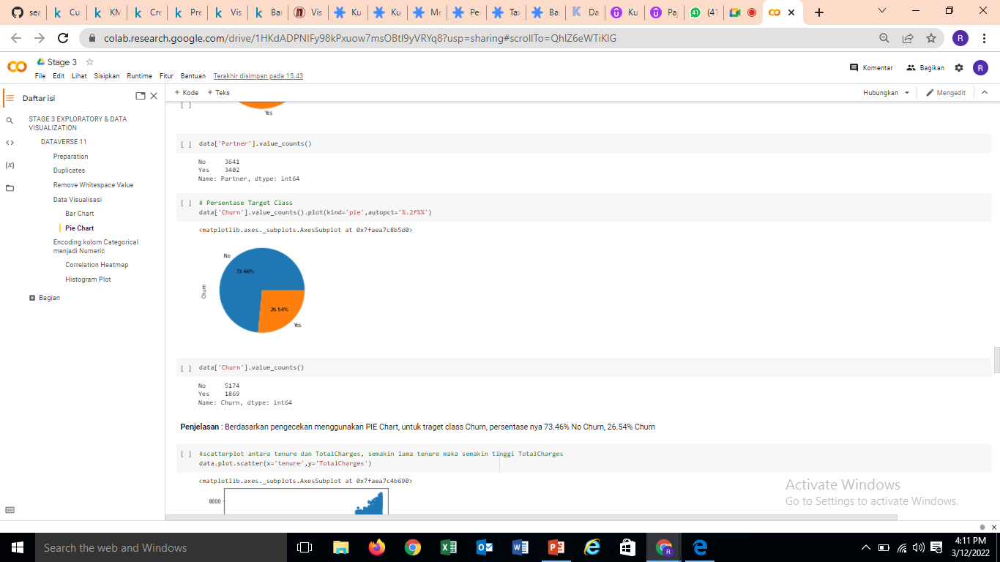 sea
Cu
KM
Cre
Pre
Vis
Bar
Vis
Ku
Ku
Me
Per
Tax
Ba
Da
Ku
Paj
41
(41
colab.research.google.com/drive/1HKdADPNIFy98kPxuow7msOBtI9yVRYq8?usp=sharing#scrollTo=QhIZ6eWTiKlG
R
Stage 3
File Edit Lihat Sisipkan Runtime Fitur Bantuan Terakhir disimpan pada 15.43
Komentar
Bagikan
R
Daftar isi
+ Kode + Teks
Hubungkan
Mengedit
STAGE 3 EXPLORATORY & DATA
VISUALIZATION
DATAVERSE 11
Preparation
Duplicates
Remove Whitespace Value
Data Visualisasi
Bar Chart
Pie Chart
Encoding kolom Categorical
menjadi Numeric
Correlation Heatmap
Histogram Plot
Bagian
[ ]
Yes
[ ] data['Partner'].value_counts()
No 3641
Yes 3402
Name: Partner, dtype: int64
[ ] # Persentase Target Class
data['Churn'].value_counts().plot(kind='pie',autopct='%.2f%%')
<matplotlib.axes._subplots.AxesSubplot at 0x7faea7c8b5d0>
No
73.46%
Churn
26.54%
Yes
[ ] data['Churn'].value_counts()
No 5174
Yes 1869
Name: Churn, dtype: int64
Penjelasan : Berdasarkan pengecekan menggunakan PIE Chart, untuk traget class Churn, persentase nya 73.46% No Churn, 26.54% Churn
[ ] #scatterplot antara tenure dan TotalCharges, semakin lama tenure maka semakin tinggi TotalCharges
data.plot.scatter(x='tenure',y='TotalCharges')
<matplotlib.axes._subplots.AxesSubplot at 0x7faea7c4b690>
8000
Activate Windows
Go to Settings to activate Windows.
Search the web and Windows
4:11 PM
3/12/2022